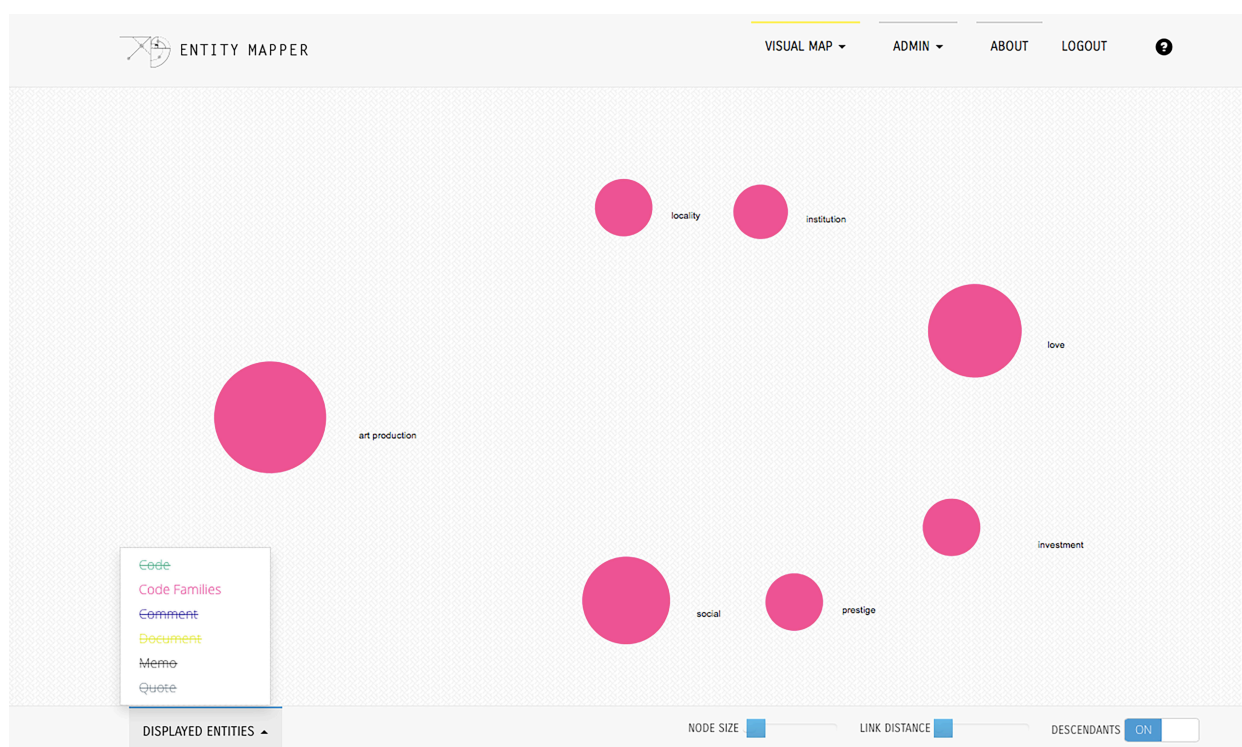 ENTITY MAPPER
VISUAL MAP
ADMIN
ABOUT
LOGOUT
?
locality
institution
love
art production
investment
social
prestige
Code
Code Families
Comment
Document
Memo
Quote
DISPLAYED ENTITIES
NODE SIZE
LINK DISTANCE
DESCENDANTS
ON